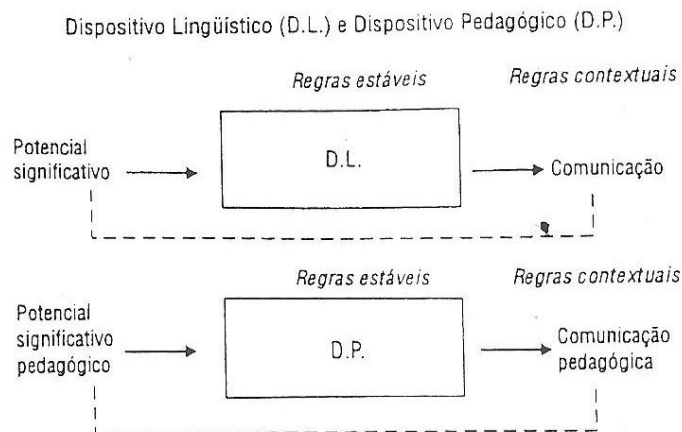 Dispositivo Lingüístico (D.L.) e Dispositivo Pedagógico (D.P.)
Regras estáveis
Regras contextuais
Potencial
significativo
D.L.
Comunicação
Regras estáveis
Regras contextuais
Potencial
significativo
pedagógico
D.P.
Comunicação
pedagógica